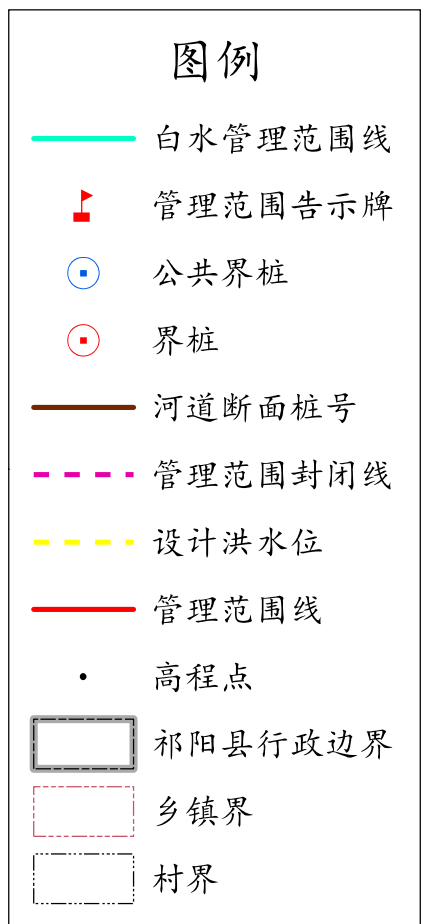 图例
白水管理范围线
管理范围告示牌
公共界桩
界桩
河道断面桩号
管理范围封闭线
设计洪水位
管理范围线
高程点
祁阳县行政边界
乡镇界
村界